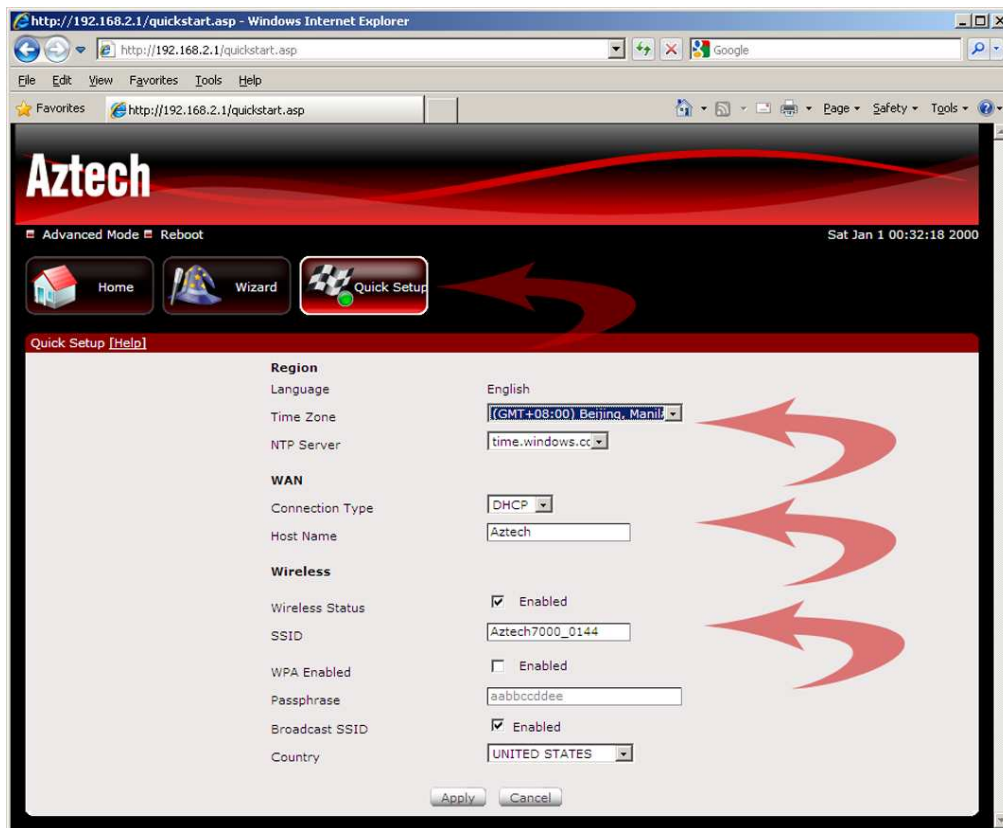 http://192.168.2.1/quickstart.asp - Windows Internet Explorer
http://192.168.2.1/quickstart.asp Google
File Edit View Favorites Tools Help
Favorites http://192.168.2.1/quickstart.asp Page Safety Tools
Aztech
Advanced Mode Reboot Sat Jan 1 00:32:18 2000
Home Wizard Quick Setup
Quick Setup [Help]
Region
Language English
Time Zone (GMT+08:00) Beijing, Manila
NTP Server time.windows.cc
WAN
Connection Type DHCP
Host Name Aztech
Wireless
Wireless Status Enabled
SSID Aztech7000_0144
WPA Enabled Enabled
Passphrase aabbccddee
Broadcast SSID Enabled
Country UNITED STATES
Apply Cancel